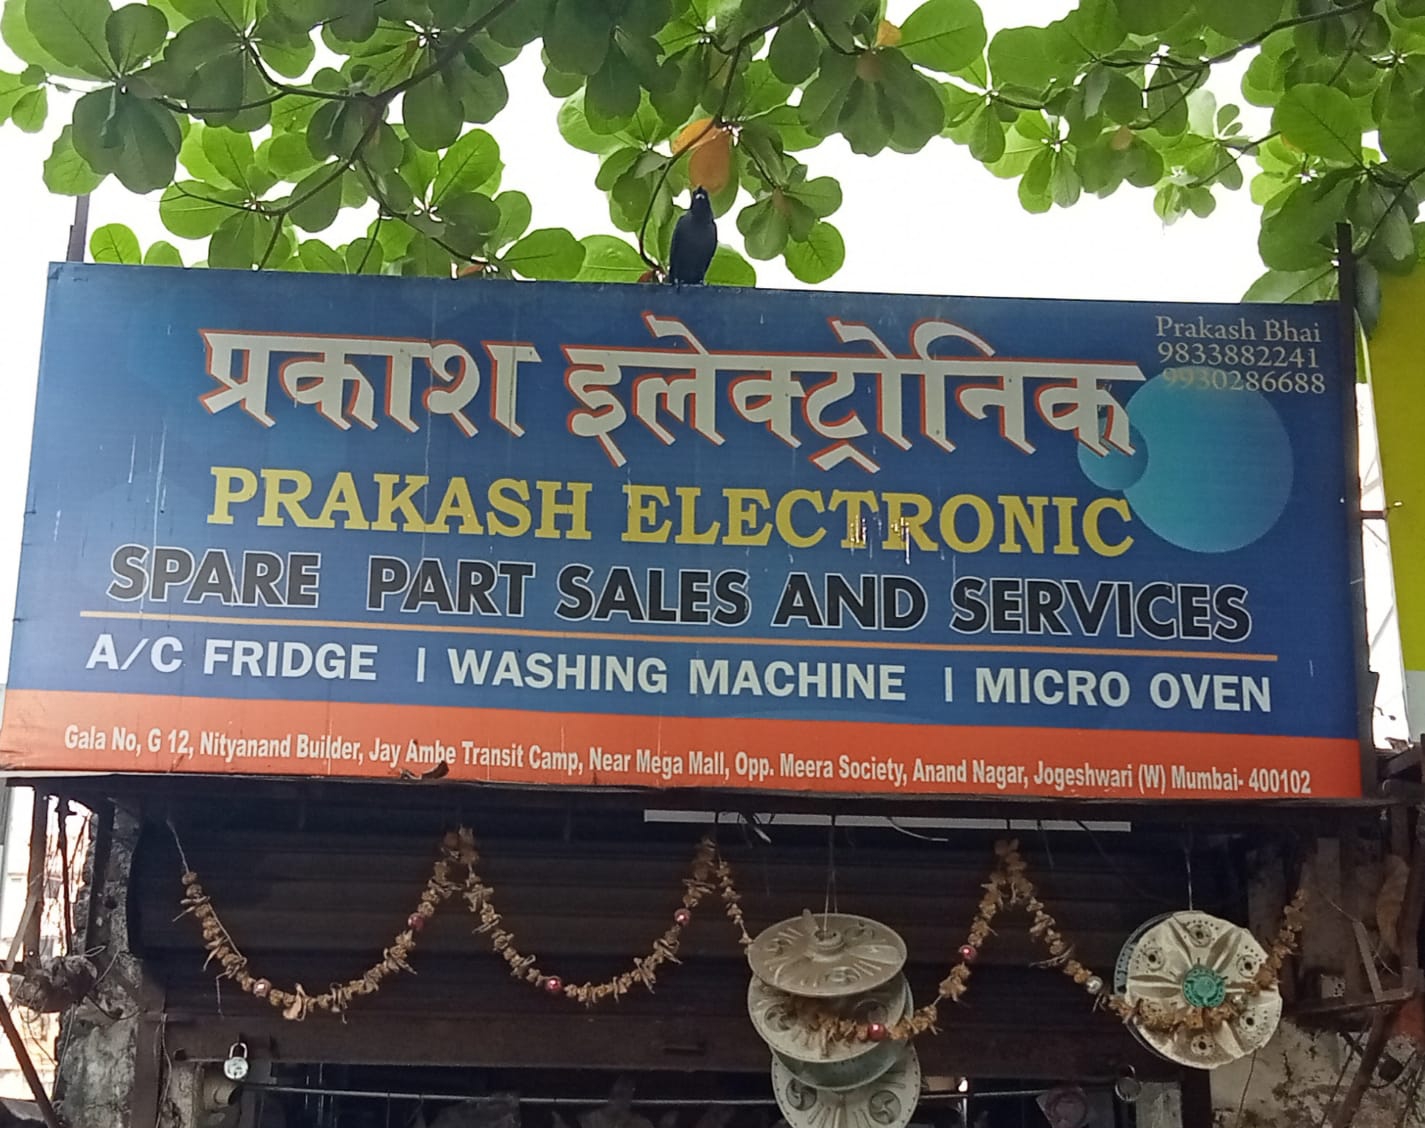 Prakash Bhai
9833882241
9930286688
प्रकाश इलेक्ट्रोनिक
PRAKASH ELECTRONIC
SPARE PART SALES AND SERVICES
A/C FRIDGE | WASHING MACHINE | MICRO OVEN
Gala No, G 12, Nityanand Builder, Jay Ambe Transit Camp, Near Mega Mall, Opp. Meera Society, Anand Nagar, Jogeshwari (W) Mumbai- 400102